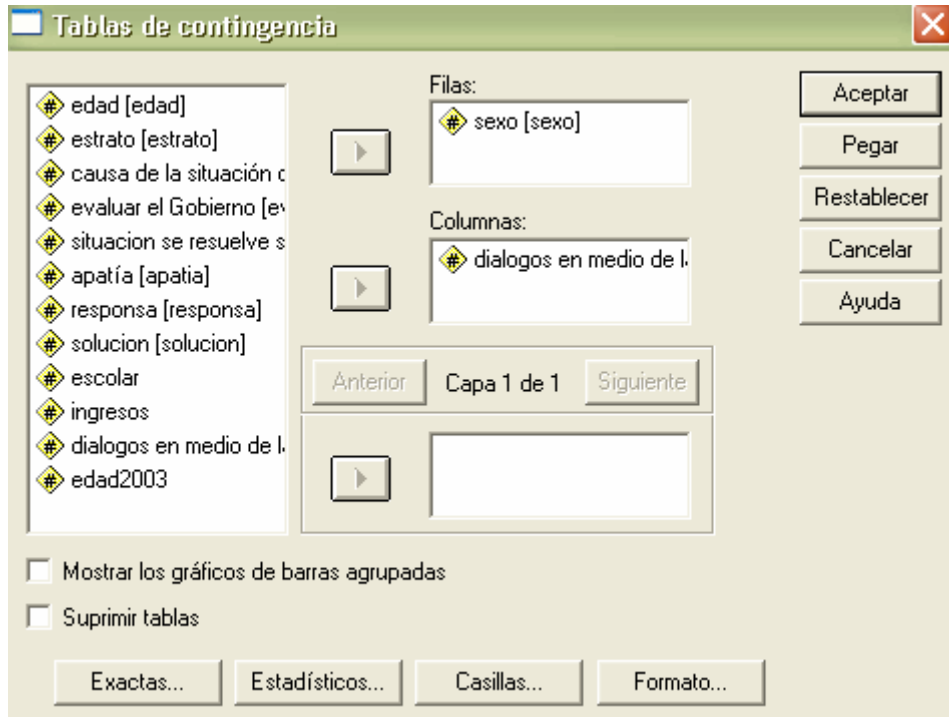 Tablas de contingencia
edad [edad]
estrato [estrato]
causa de la situación c
evaluar el Gobierno [ev
situacion se resuelve s
apatía [apatia]
responsa [responsa]
solucion [solucion]
escolar
ingresos
dialogos en medio de la
edad2003
Filas:
sexo [sexo]
Columnas:
dialogos en medio de la
Anterior
Capa 1 de 1
Siguiente
Aceptar
Pegar
Restablecer
Cancelar
Ayuda
Mostrar los gráficos de barras agrupadas
Suprimir tablas
Exactas...
Estadísticos...
Casillas...
Formato...